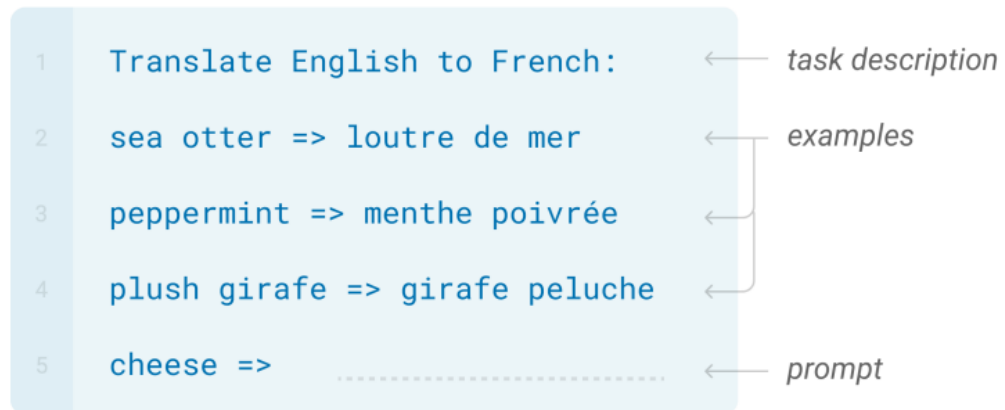 1 Translate English to French: task description
2 sea otter => loutre de mer examples
3 peppermint => menthe poivrée
4 plush girafe => girafe peluche
5 cheese => prompt